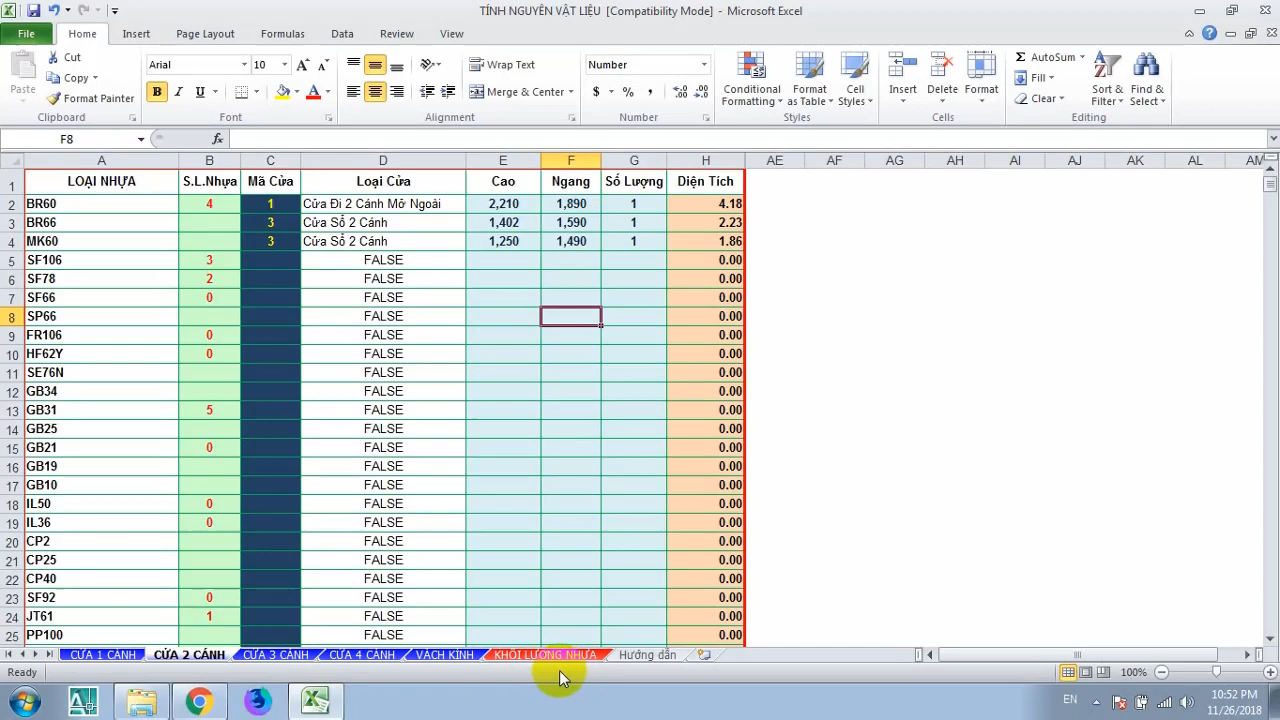 TÍNH NGUYÊN VẬT LIỆU [Compatibility Mode] - Microsoft Excel
File Home Insert Page Layout Formulas Data Review View
Cut
Copy
Format Painter
Paste
Clipboard
Arial 10
B I U
Font
Wrap Text
Merge & Center
Alignment
Number
$ % ,
Number
Conditional Formatting
Format as Table
Cell Styles
Styles
Insert Delete Format
Cells
AutoSum
Fill
Clear
Sort & Filter
Find & Select
Editing
F8 fx
A B C D E F G H AE AF AG AH AI AJ AK AL AM
1 LOẠI NHỰA S.L.Nhựa Mã Cửa Loại Cửa Cao Ngang Số Lượng Diện Tích
2 BR60 4 1 Cửa Đi 2 Cánh Mở Ngoài 2,210 1,890 1 4.18
3 BR66 3 Cửa Sổ 2 Cánh 1,402 1,590 1 2.23
4 MK60 3 Cửa Sổ 2 Cánh 1,250 1,490 1 1.86
5 SF106 3 FALSE 0.00
6 SF78 2 FALSE 0.00
7 SF66 0 FALSE 0.00
8 SP66 FALSE 0.00
9 FR106 0 FALSE 0.00
10 HF62Y 0 FALSE 0.00
11 SE76N FALSE 0.00
12 GB34 FALSE 0.00
13 GB31 5 FALSE 0.00
14 GB25 FALSE 0.00
15 GB21 0 FALSE 0.00
16 GB19 FALSE 0.00
17 GB10 FALSE 0.00
18 IL50 0 FALSE 0.00
19 IL36 0 FALSE 0.00
20 CP2 FALSE 0.00
21 CP25 FALSE 0.00
22 CP40 FALSE 0.00
23 SF92 0 FALSE 0.00
24 JT61 1 FALSE 0.00
25 PP100 FALSE 0.00
CỬA 1 CÁNH CỬA 2 CÁNH CỬA 3 CÁNH CỬA 4 CÁNH VÁCH KÍNH KHỐI LƯỢNG NHỰA Hướng dẫn
Ready 100%
EN 10:52 PM
11/26/2018